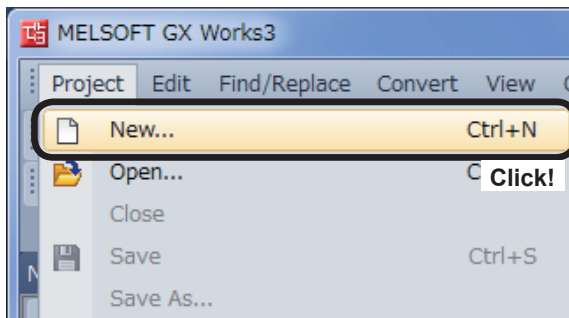 MELSOFT GX Works3
Project Edit Find/Replace Convert View
New... Ctrl+N
Open...
Click!
Close
Save Ctrl+S
Save As...